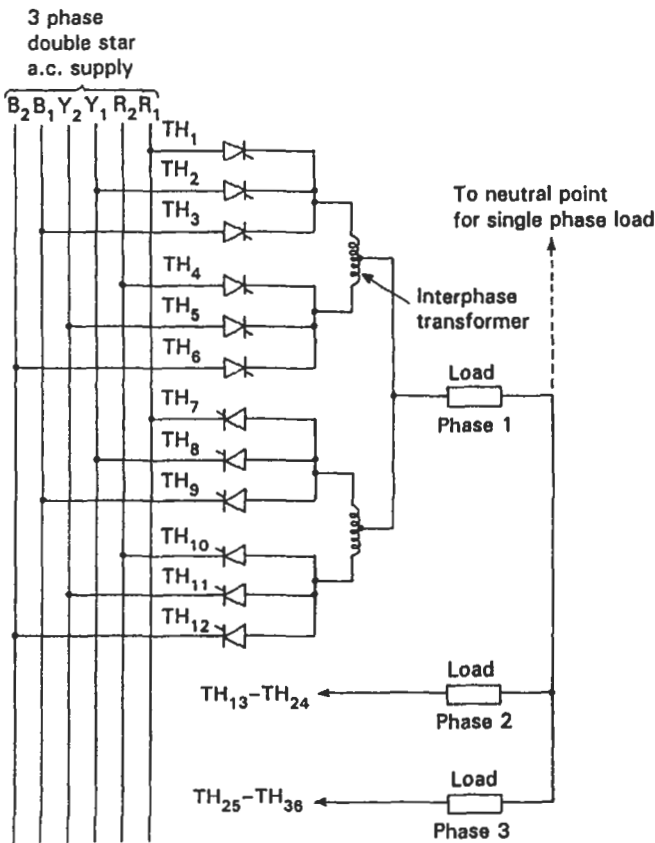 3 phase
double star
a.c. supply
B₂ B₁ Y₂ Y₁ R₂ R₁
TH₁
TH₂
TH₃
TH₄
TH₅
TH₆
TH₇
TH₈
TH₉
TH₁₀
TH₁₁
TH₁₂
To neutral point
for single phase load
Interphase
transformer
Load
Phase 1
Load
Phase 2
TH₁₃–TH₂₄
Load
Phase 3
TH₂₅–TH₃₆